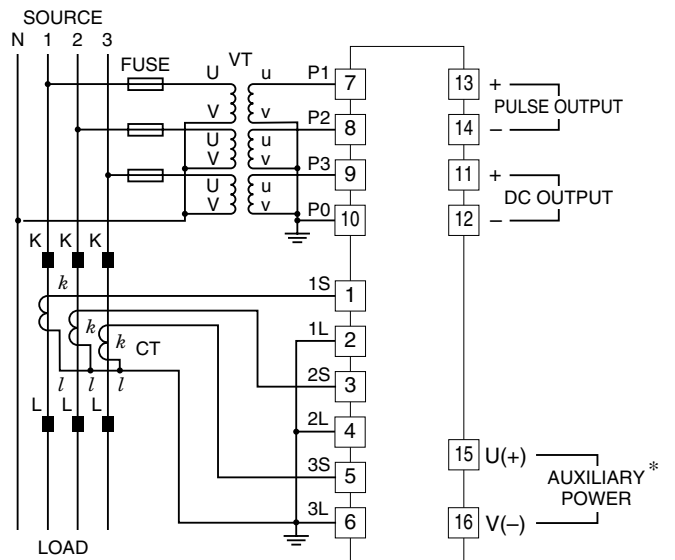 SOURCE
N 1 2 3
FUSE
VT
U u P1 7
V v P2 8
U u
V v P3 9
U u
V v P0 10
13 +
PULSE OUTPUT
14 –
11 +
DC OUTPUT
12 –
K K K
k 1S 1
k 1L 2
k CT
l l l 2S 3
L L L
2L 4
3S 5
3L 6
15 U(+)
AUXILIARY *
POWER
16 V(–)
LOAD